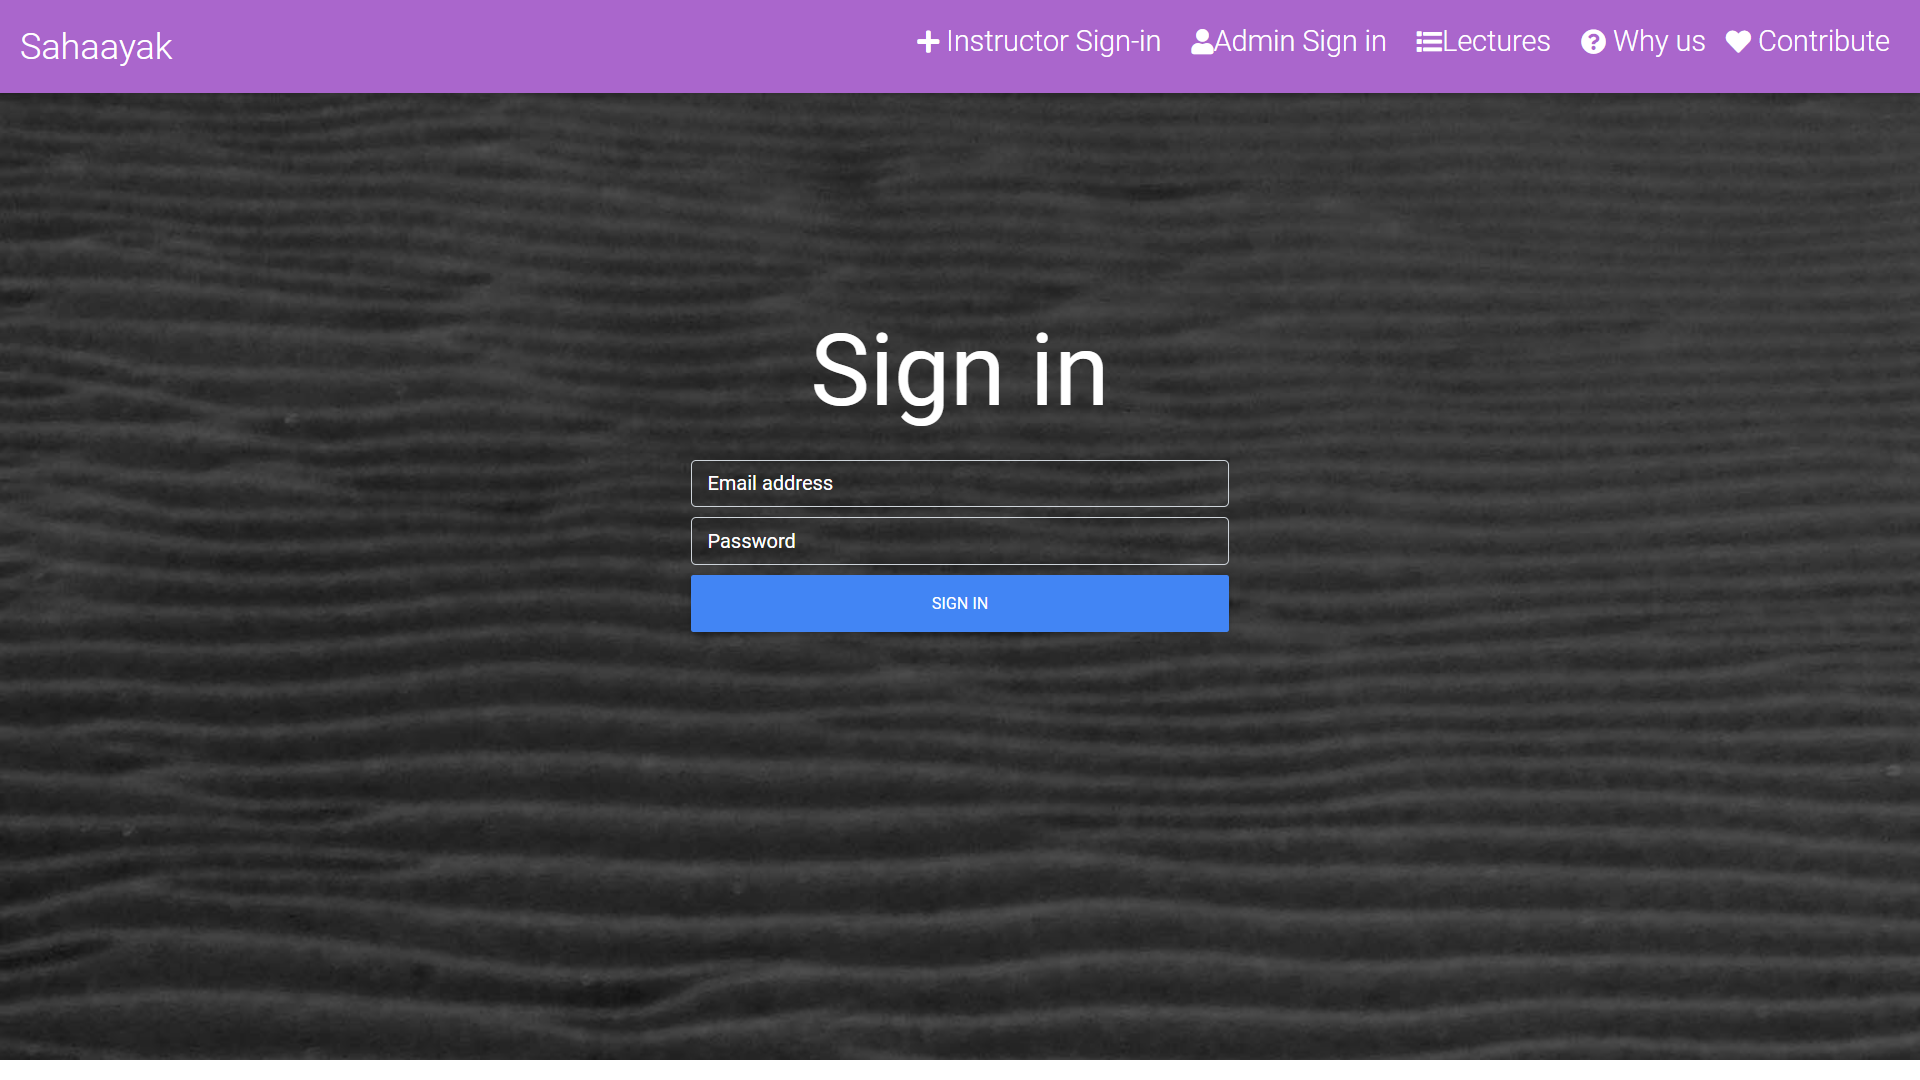 Sahaayak
Instructor Sign-in Admin Sign in Lectures Why us Contribute
Sign in
Email address
Password
SIGN IN